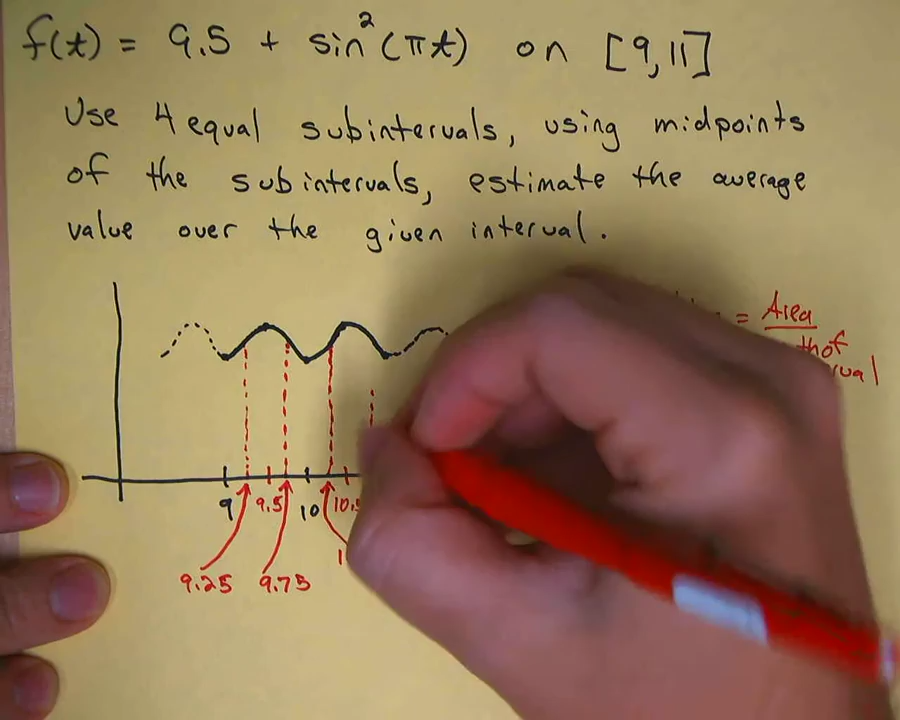 f(t) = 9.5 + sin²(πt) on [9,11]
Use 4 equal subintervals, using midpoints
of the subintervals, estimate the average
value over the given interval.
= Area
9 9.5 10
9.25 9.75